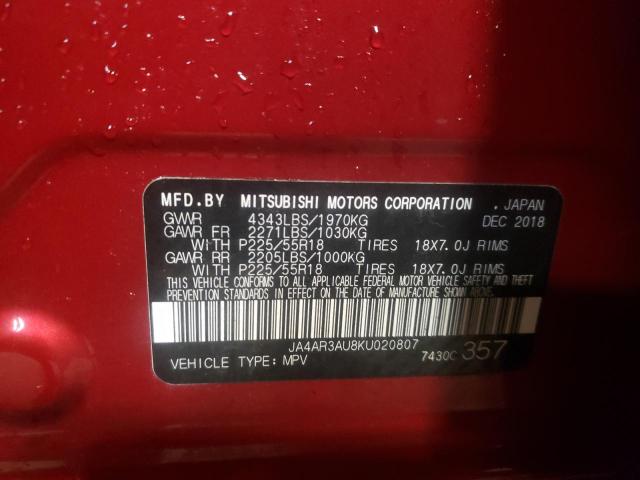 MFD.BY MITSUBISHI MOTORS CORPORATION . JAPAN
GVWR 4343LBS/1970KG DEC 2018
GAWR FR 2271LBS/1030KG
WITH P225/55R18 TIRES 18X7.0J RIMS
GAWR RR 2205LBS/1000KG
WITH P225/55R18 TIRES 18X7.0J RIMS
THIS VEHICLE CONFORMS TO ALL APPLICABLE FEDERAL MOTOR VEHICLE SAFETY AND THEFT
PREVENTION STANDARDS IN EFFECT ON THE DATE OF MANUFACTURE SHOWN ABOVE.
JA4AR3AU8KU020807
VEHICLE TYPE: MPV 7430C 357